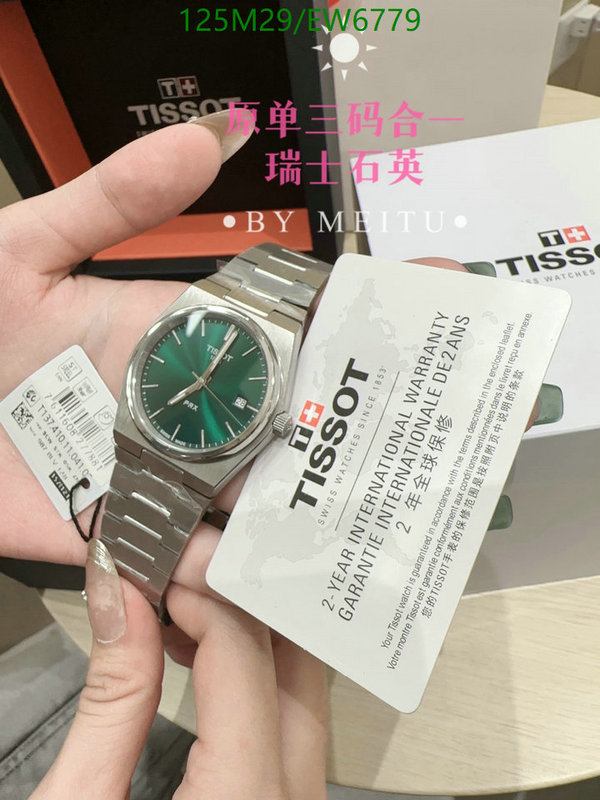 125M29/EW6779
TISSOT
原单三码合一
瑞士石英
•BY MEITU•
TISSOT
SWISS WATCHES
TISSOT
PRX
TISSOT
SWISS WATCHES SINCE 1853
2-YEAR INTERNATIONAL WARRANTY
GARANTIE INTERNATIONALE DE 2 ANS
2 年全球保修
Your Tissot watch is guaranteed in accordance with the terms described in the enclosed leaflet.
Votre montre Tissot est garantie conformément aux conditions mentionnées dans le livret reçu en annexe.
您的TISSOT手表的保修范围是按照附页中说明的条款